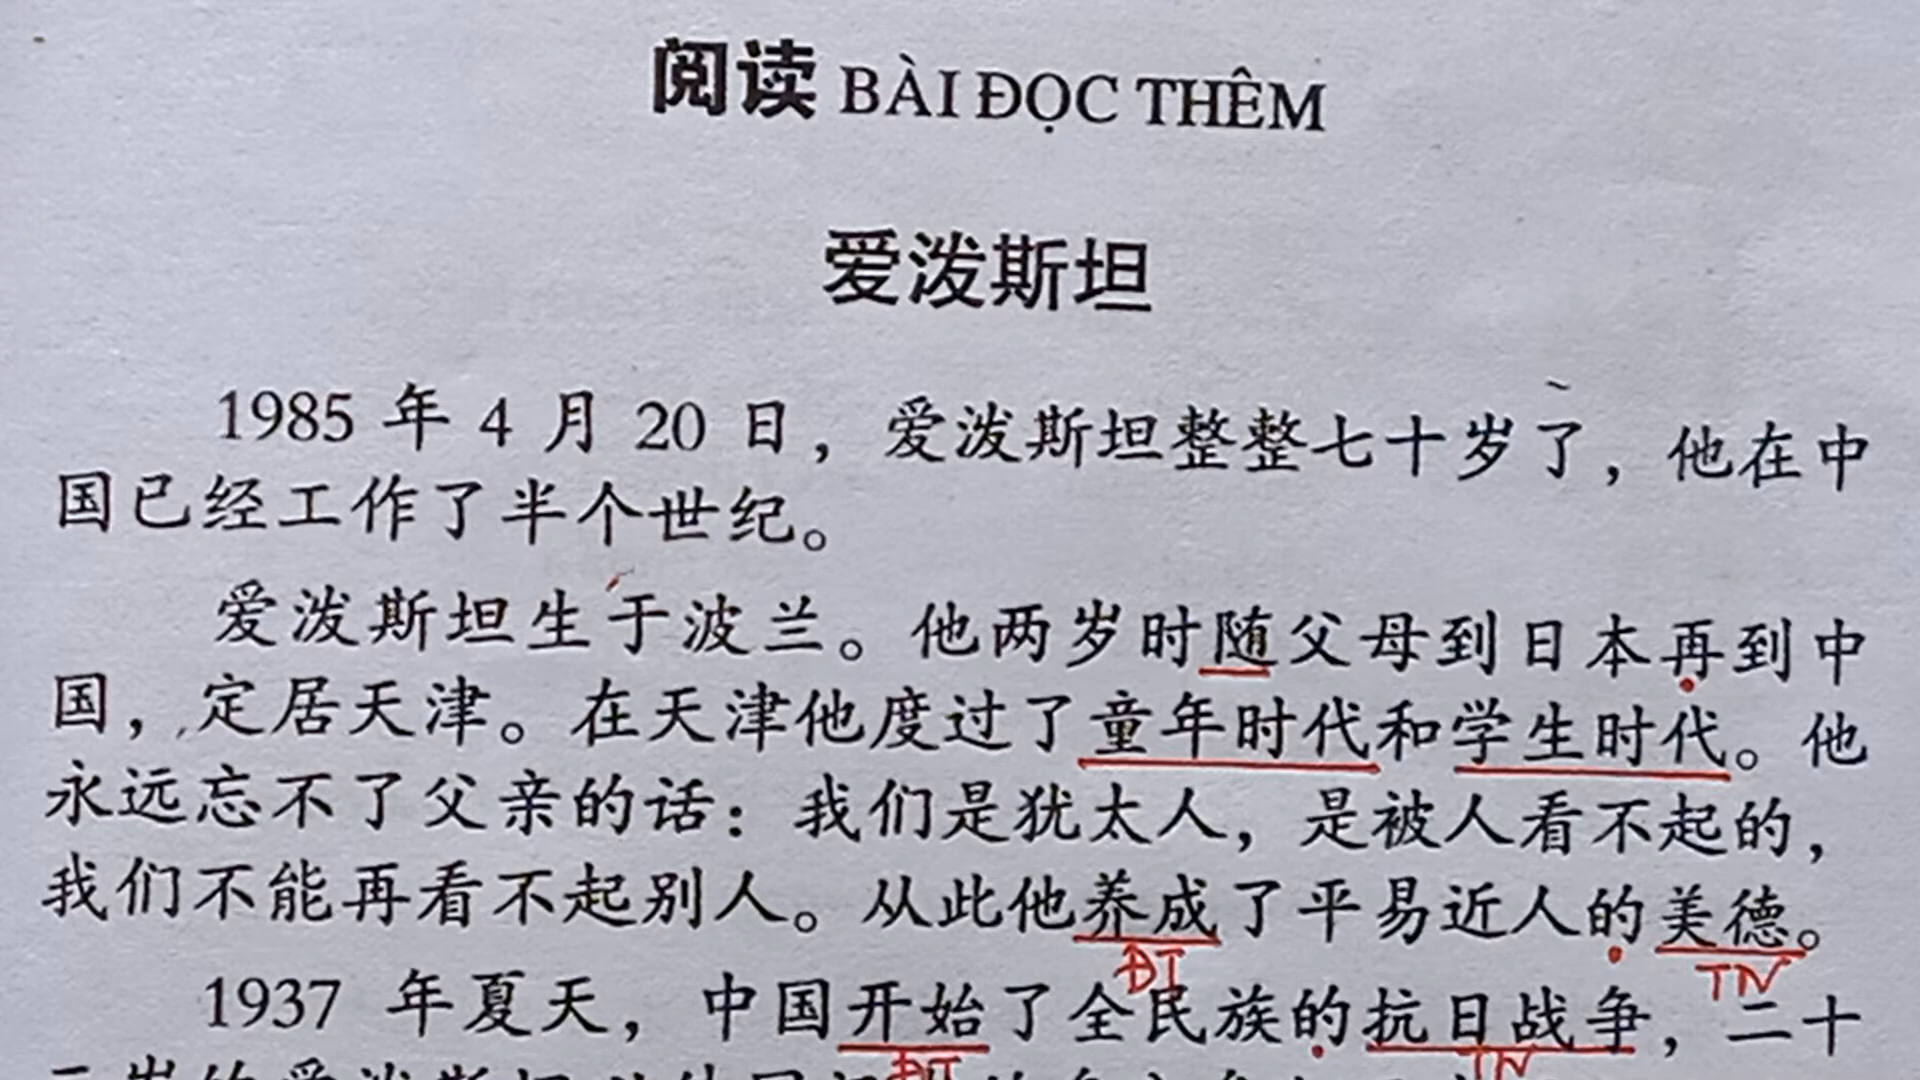 阅读 BÀI ĐỌC THÊM
爱泼斯坦
1985 年 4 月 20 日，爱泼斯坦整整七十岁了，他在中
国已经工作了半个世纪。
爱泼斯坦生于波兰。他两岁时随父母到日本再到中
国，定居天津。在天津他度过了童年时代和学生时代。他
永远忘不了父亲的话：我们是犹太人，是被人看不起的，
我们不能再看不起别人。从此他养成了平易近人的美德。
ĐT TN
1937 年夏天，中国开始了全民族的抗日战争，二十
ĐT TN